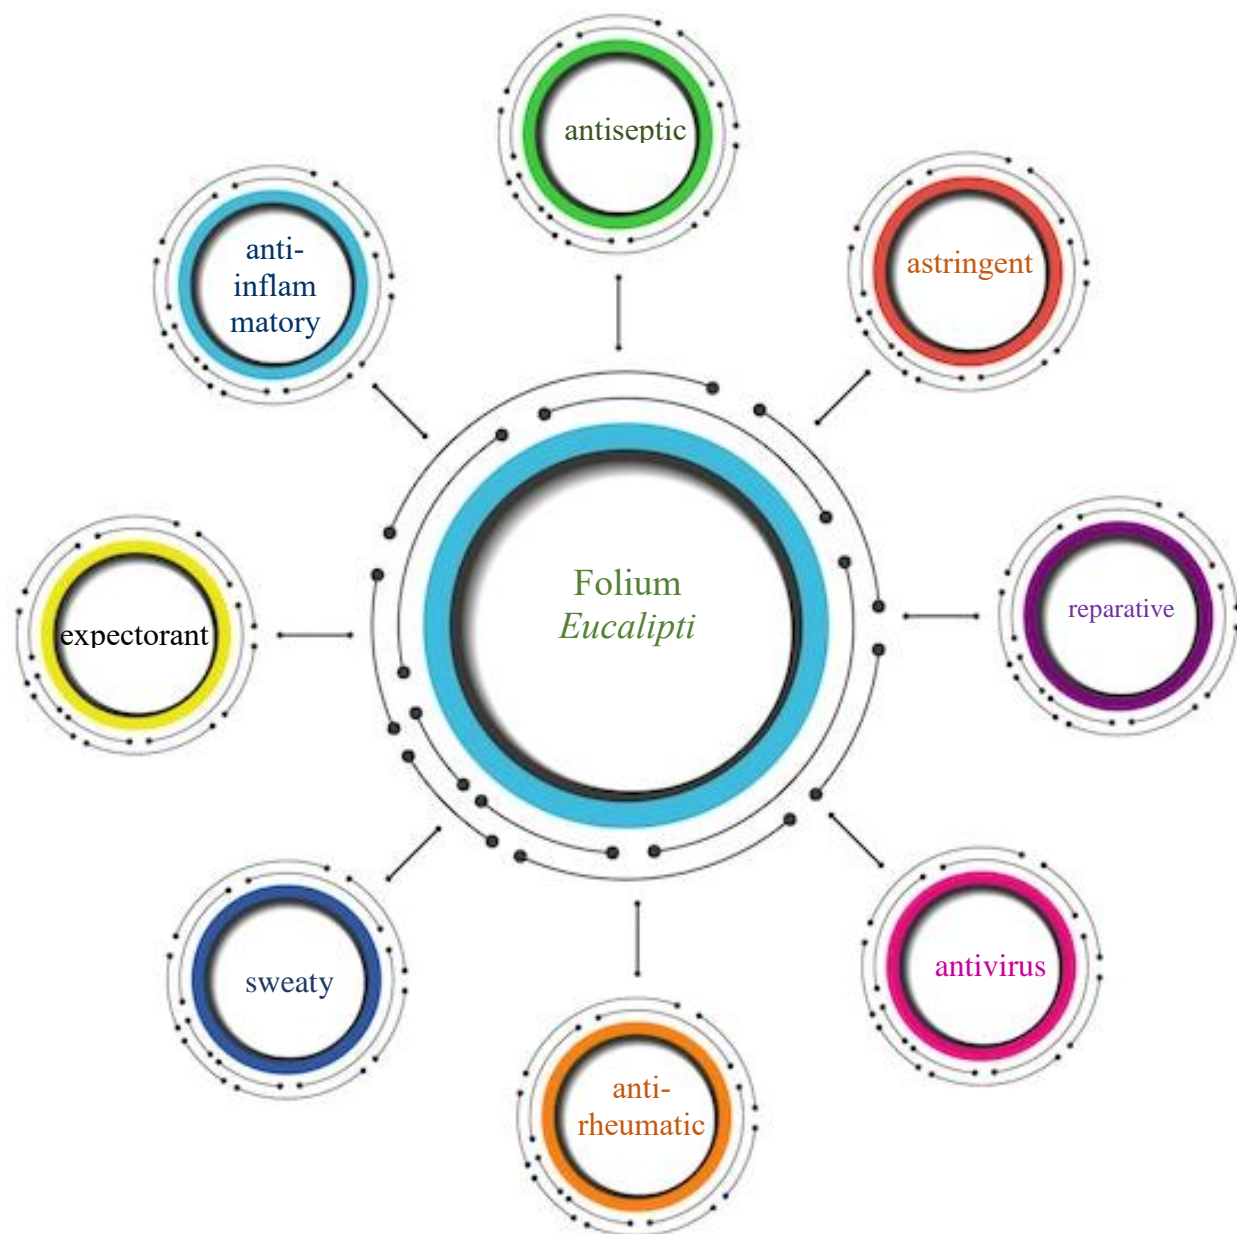 antiseptic
anti-
inflam
matory
astringent
Folium
Eucalipti
expectorant
reparative
sweaty
antivirus
anti-
rheumatic